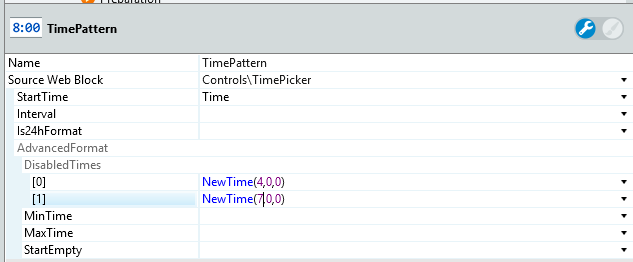 Preparation
8:00 TimePattern
Name TimePattern
Source Web Block Controls\TimePicker
StartTime Time
Interval
Is24hFormat
AdvancedFormat
DisabledTimes
[0] NewTime(4,0,0)
[1] NewTime(7,0,0)
MinTime
MaxTime
StartEmpty